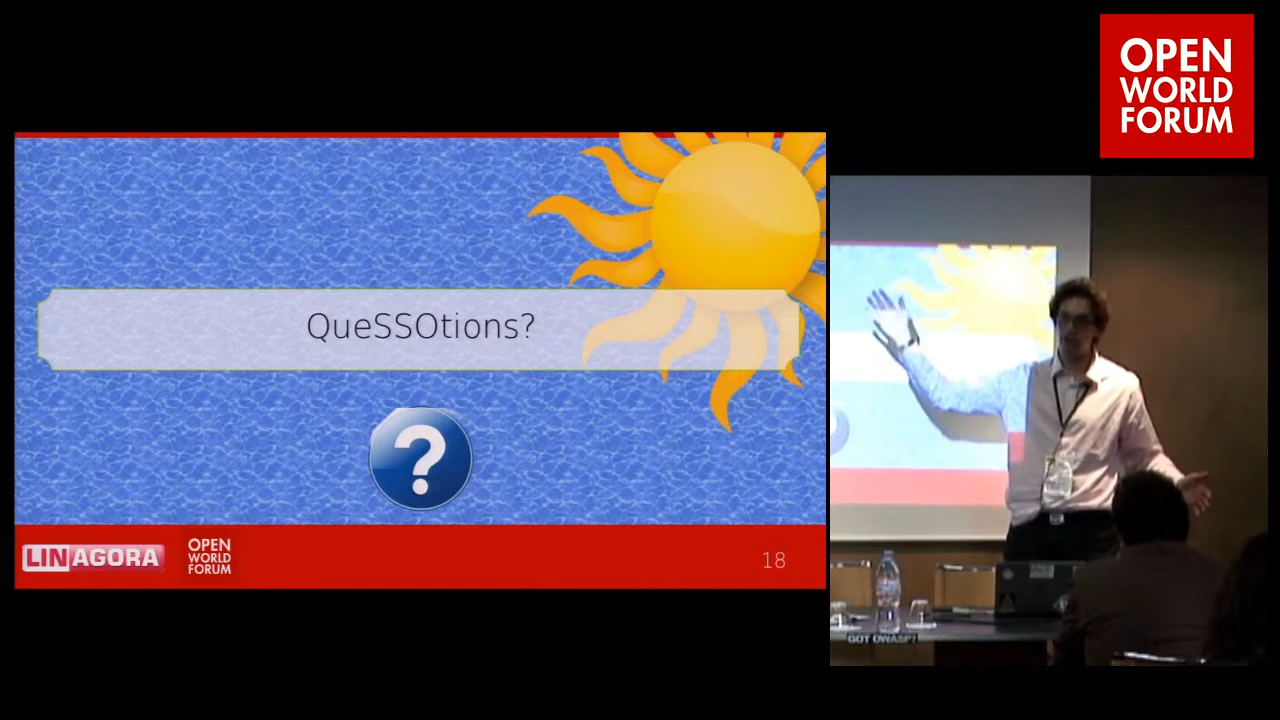 OPEN
WORLD
FORUM
QueSSOtions?
?
LINAGORA
OPEN
WORLD
FORUM
18
GOT OWASP?